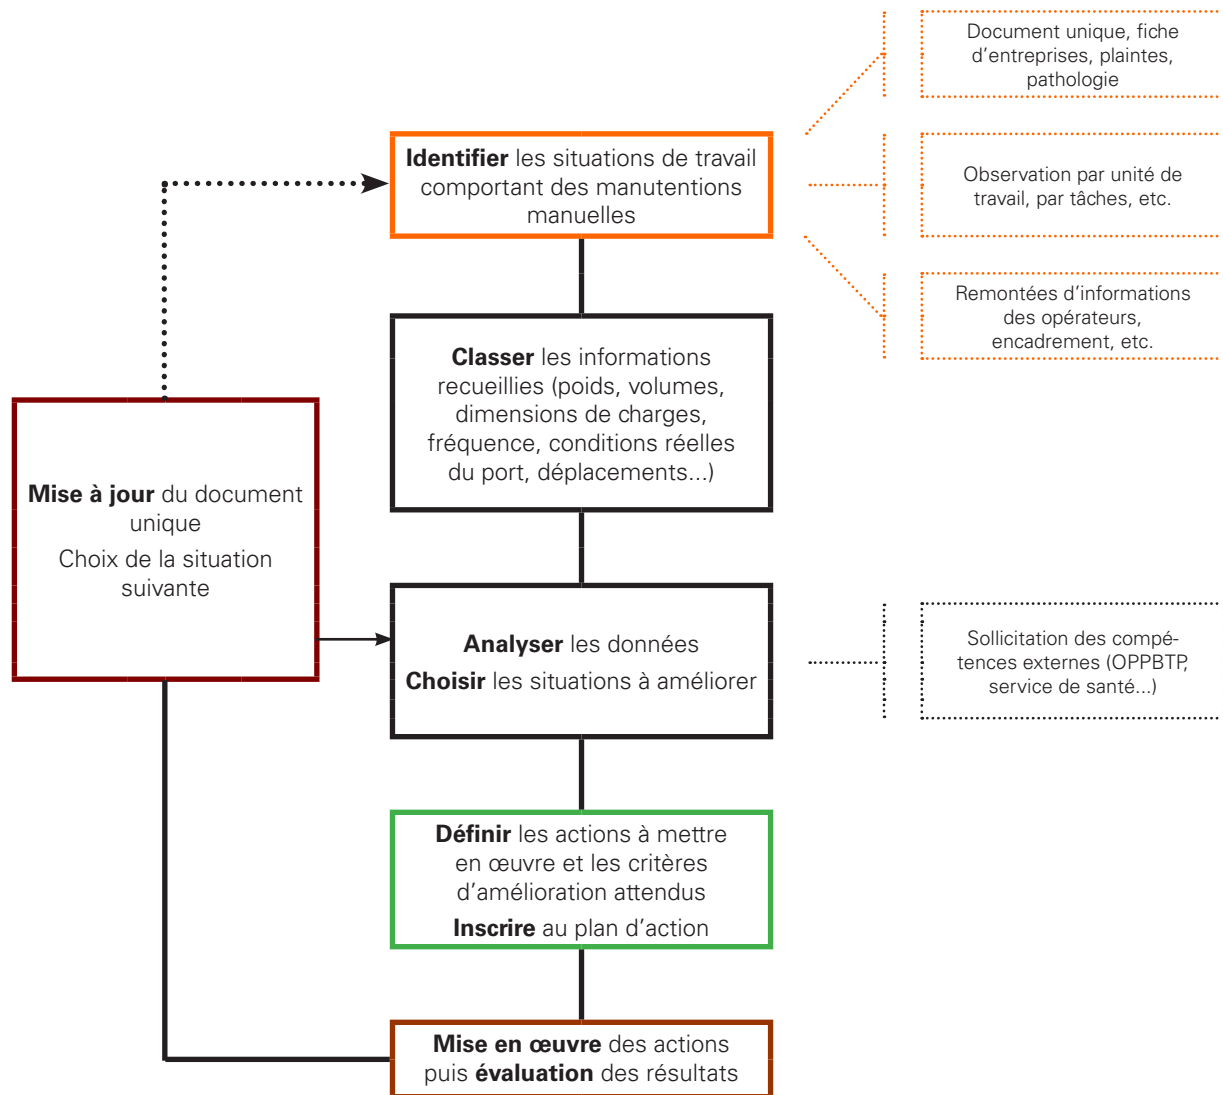 Document unique, fiche
d’entreprises, plaintes,
pathologie
Identifier les situations de travail
comportant des manutentions
manuelles
Observation par unité de
travail, par tâches, etc.
Remontées d’informations
des opérateurs,
encadrement, etc.
Classer les informations
recueillies (poids, volumes,
dimensions de charges,
fréquence, conditions réelles
du port, déplacements...)
Mise à jour du document
unique
Choix de la situation
suivante
Analyser les données
Choisir les situations à améliorer
Sollicitation des compé-
tences externes (OPPBTP,
service de santé...)
Définir les actions à mettre
en œuvre et les critères
d’amélioration attendus
Inscrire au plan d’action
Mise en œuvre des actions
puis évaluation des résultats